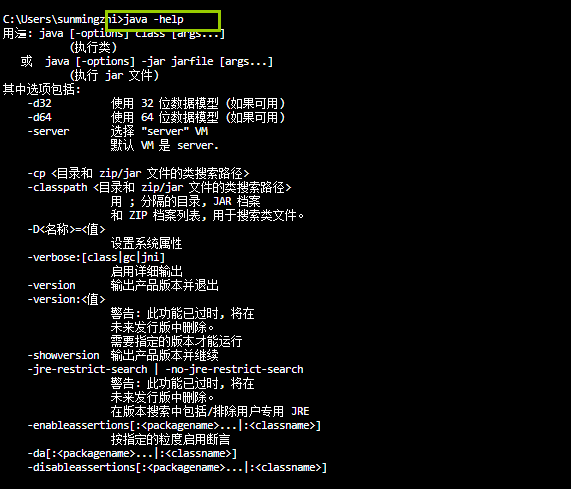 C:\Users\sunmingzhi>java -help
用法: java [-options] class [args...]
(执行类)
或 java [-options] -jar jarfile [args...]
(执行 jar 文件)
其中选项包括:
-d32 使用 32 位数据模型 (如果可用)
-d64 使用 64 位数据模型 (如果可用)
-server 选择 "server" VM
默认 VM 是 server.
-cp <目录和 zip/jar 文件的类搜索路径>
-classpath <目录和 zip/jar 文件的类搜索路径>
用 ; 分隔的目录, JAR 档案
和 ZIP 档案列表, 用于搜索类文件。
-D<名称>=<值>
设置系统属性
-verbose:[class|gc|jni]
启用详细输出
-version 输出产品版本并退出
-version:<值>
警告: 此功能已过时, 将在
未来发行版中删除。
需要指定的版本才能运行
-showversion 输出产品版本并继续
-jre-restrict-search | -no-jre-restrict-search
警告: 此功能已过时, 将在
未来发行版中删除。
在版本搜索中包括/排除用户专用 JRE
-enableassertions[:<packagename>...|:<classname>]
按指定的粒度启用断言
-da[:<packagename>...|:<classname>]
-disableassertions[:<packagename>...|:<classname>]